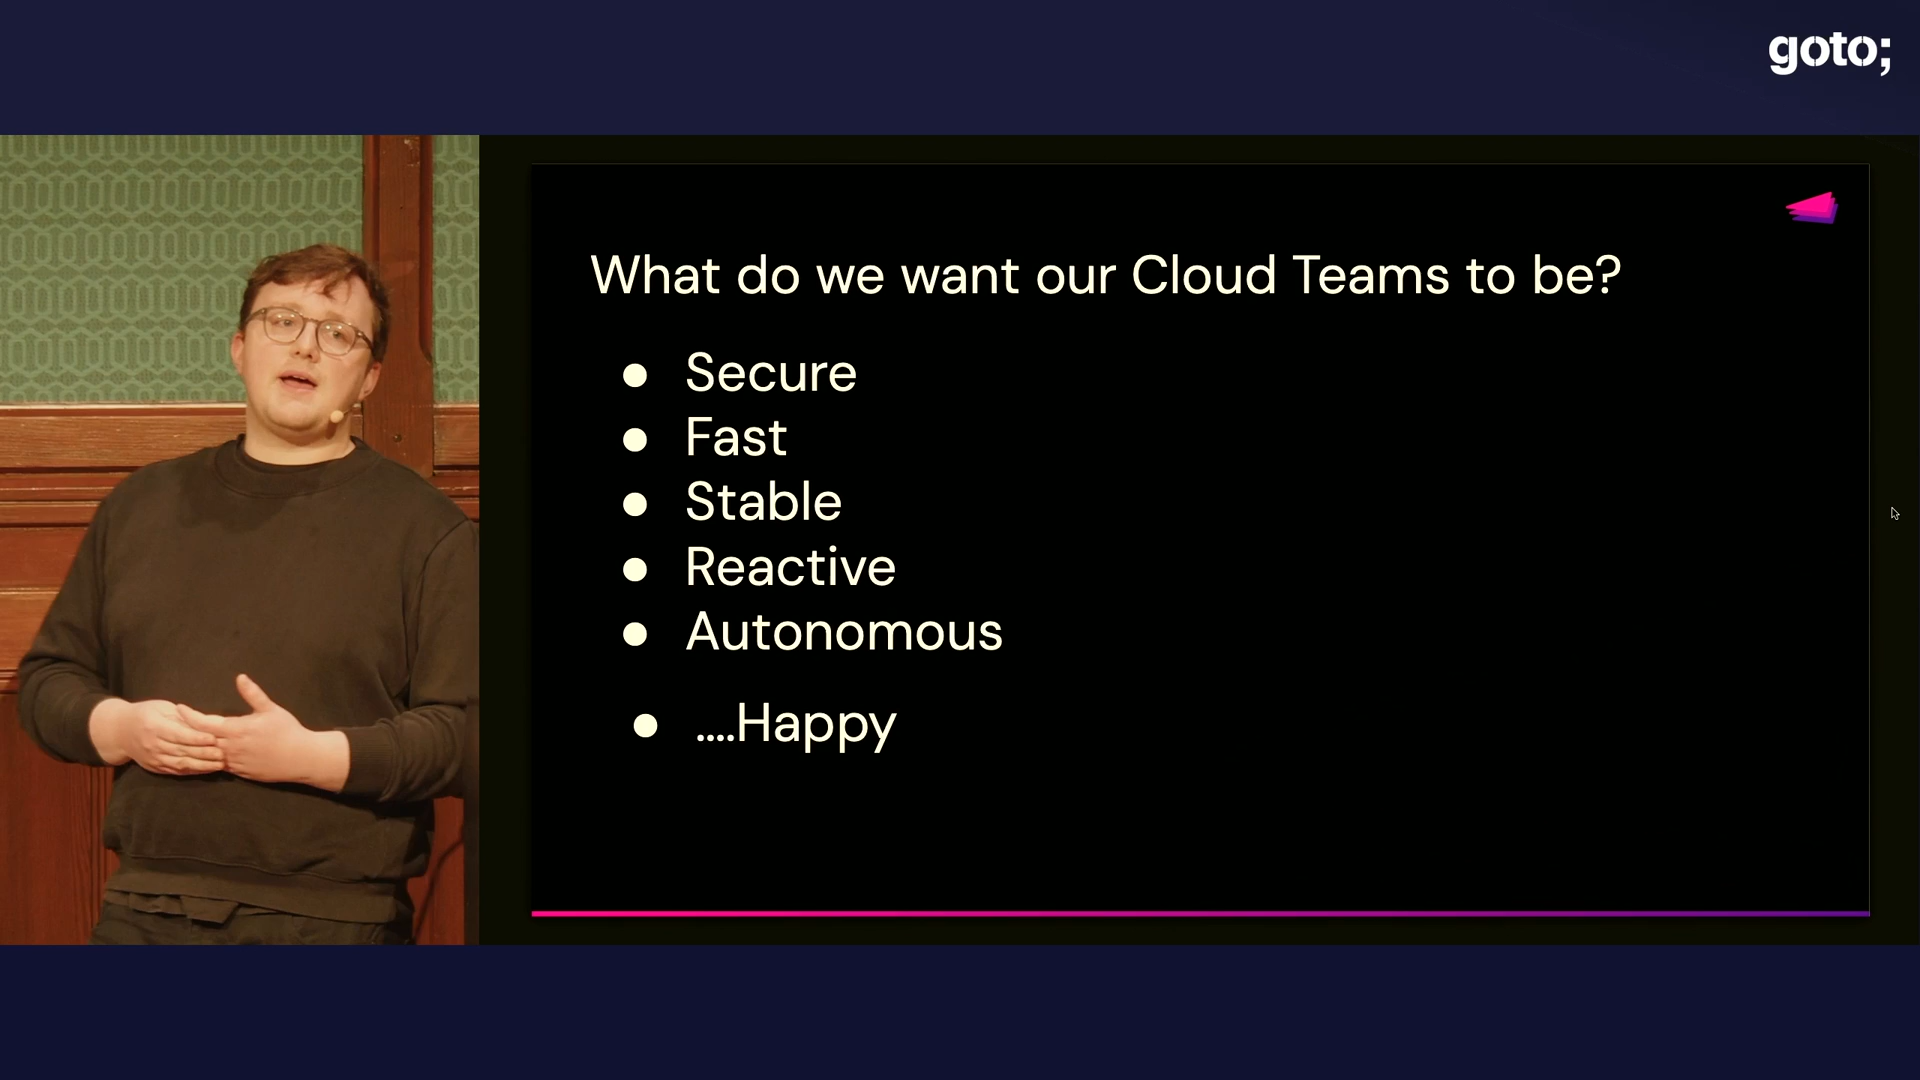 goto;
What do we want our Cloud Teams to be?
● Secure
● Fast
● Stable
● Reactive
● Autonomous
● ....Happy